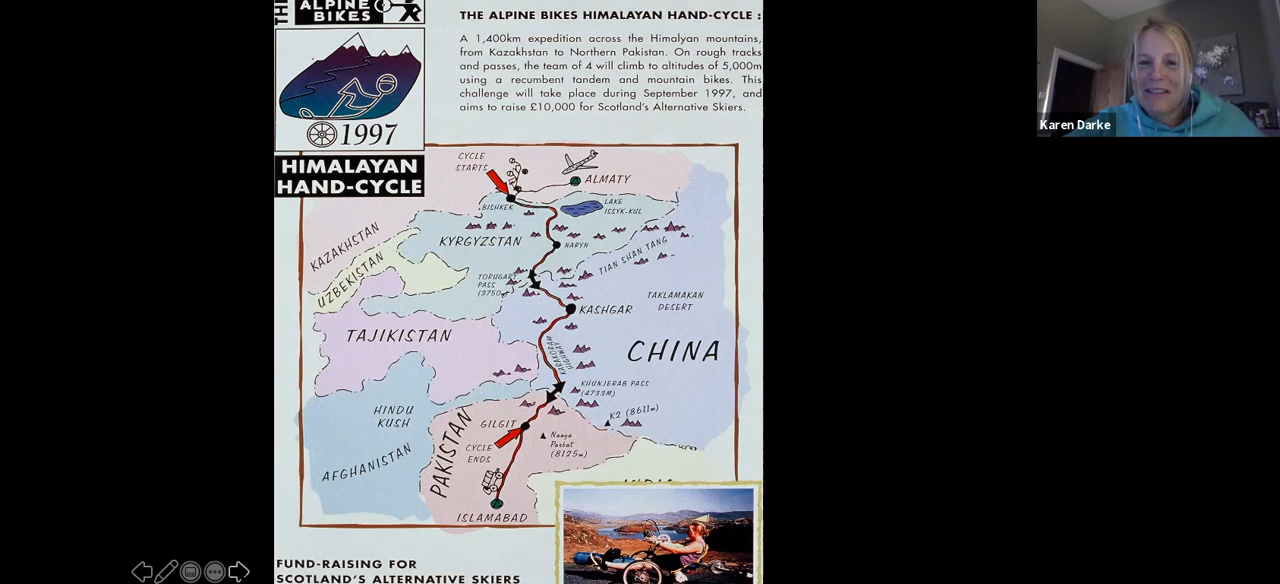 THE
ALPINE
BIKES
1997
HIMALAYAN
HAND-CYCLE
THE ALPINE BIKES HIMALAYAN HAND-CYCLE :
A 1,400km expedition across the Himalyan mountains,
from Kazakhstan to Northern Pakistan. On rough tracks
and passes, the team of 4 will climb to altitudes of 5,000m
using a recumbent tandem and mountain bikes. This
challenge will take place during September 1997, and
aims to raise £10,000 for Scotland's Alternative Skiers.
Karen Darke
CYCLE
STARTS
ALMATY
BISHKEK
LAKE
ISSYK-KUL
KAZAKHSTAN
KYRGYZSTAN
NARYN
UZBEKISTAN
TIAN SHAN TANG
TORUGART
PASS
(3750m)
TAKLAMAKAN
DESERT
KASHGAR
TAJIKISTAN
KARAKORAM
HIGHWAY
CHINA
KHUNJERAB PASS
(4733m)
K2 (8611m)
HINDU
KUSH
GILGIT
Nanga
Parbat
(8125m)
CYCLE
ENDS
PAKISTAN
AFGHANISTAN
ISLAMABAD
FUND-RAISING FOR
SCOTLAND'S ALTERNATIVE SKIERS